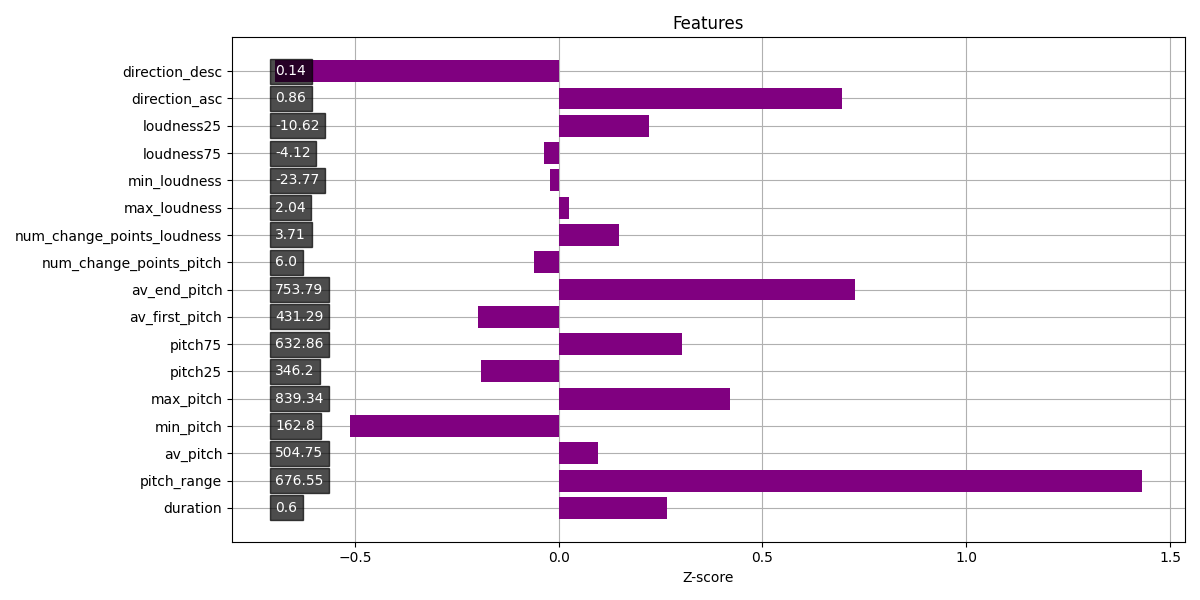 Features
direction_desc 0.14
direction_asc 0.86
loudness25 -10.62
loudness75 -4.12
min_loudness -23.77
max_loudness 2.04
num_change_points_loudness 3.71
num_change_points_pitch 6.0
av_end_pitch 753.79
av_first_pitch 431.29
pitch75 632.86
pitch25 346.2
max_pitch 839.34
min_pitch 162.8
av_pitch 504.75
pitch_range 676.55
duration 0.6
−0.5 0.0 0.5 1.0 1.5
Z-score